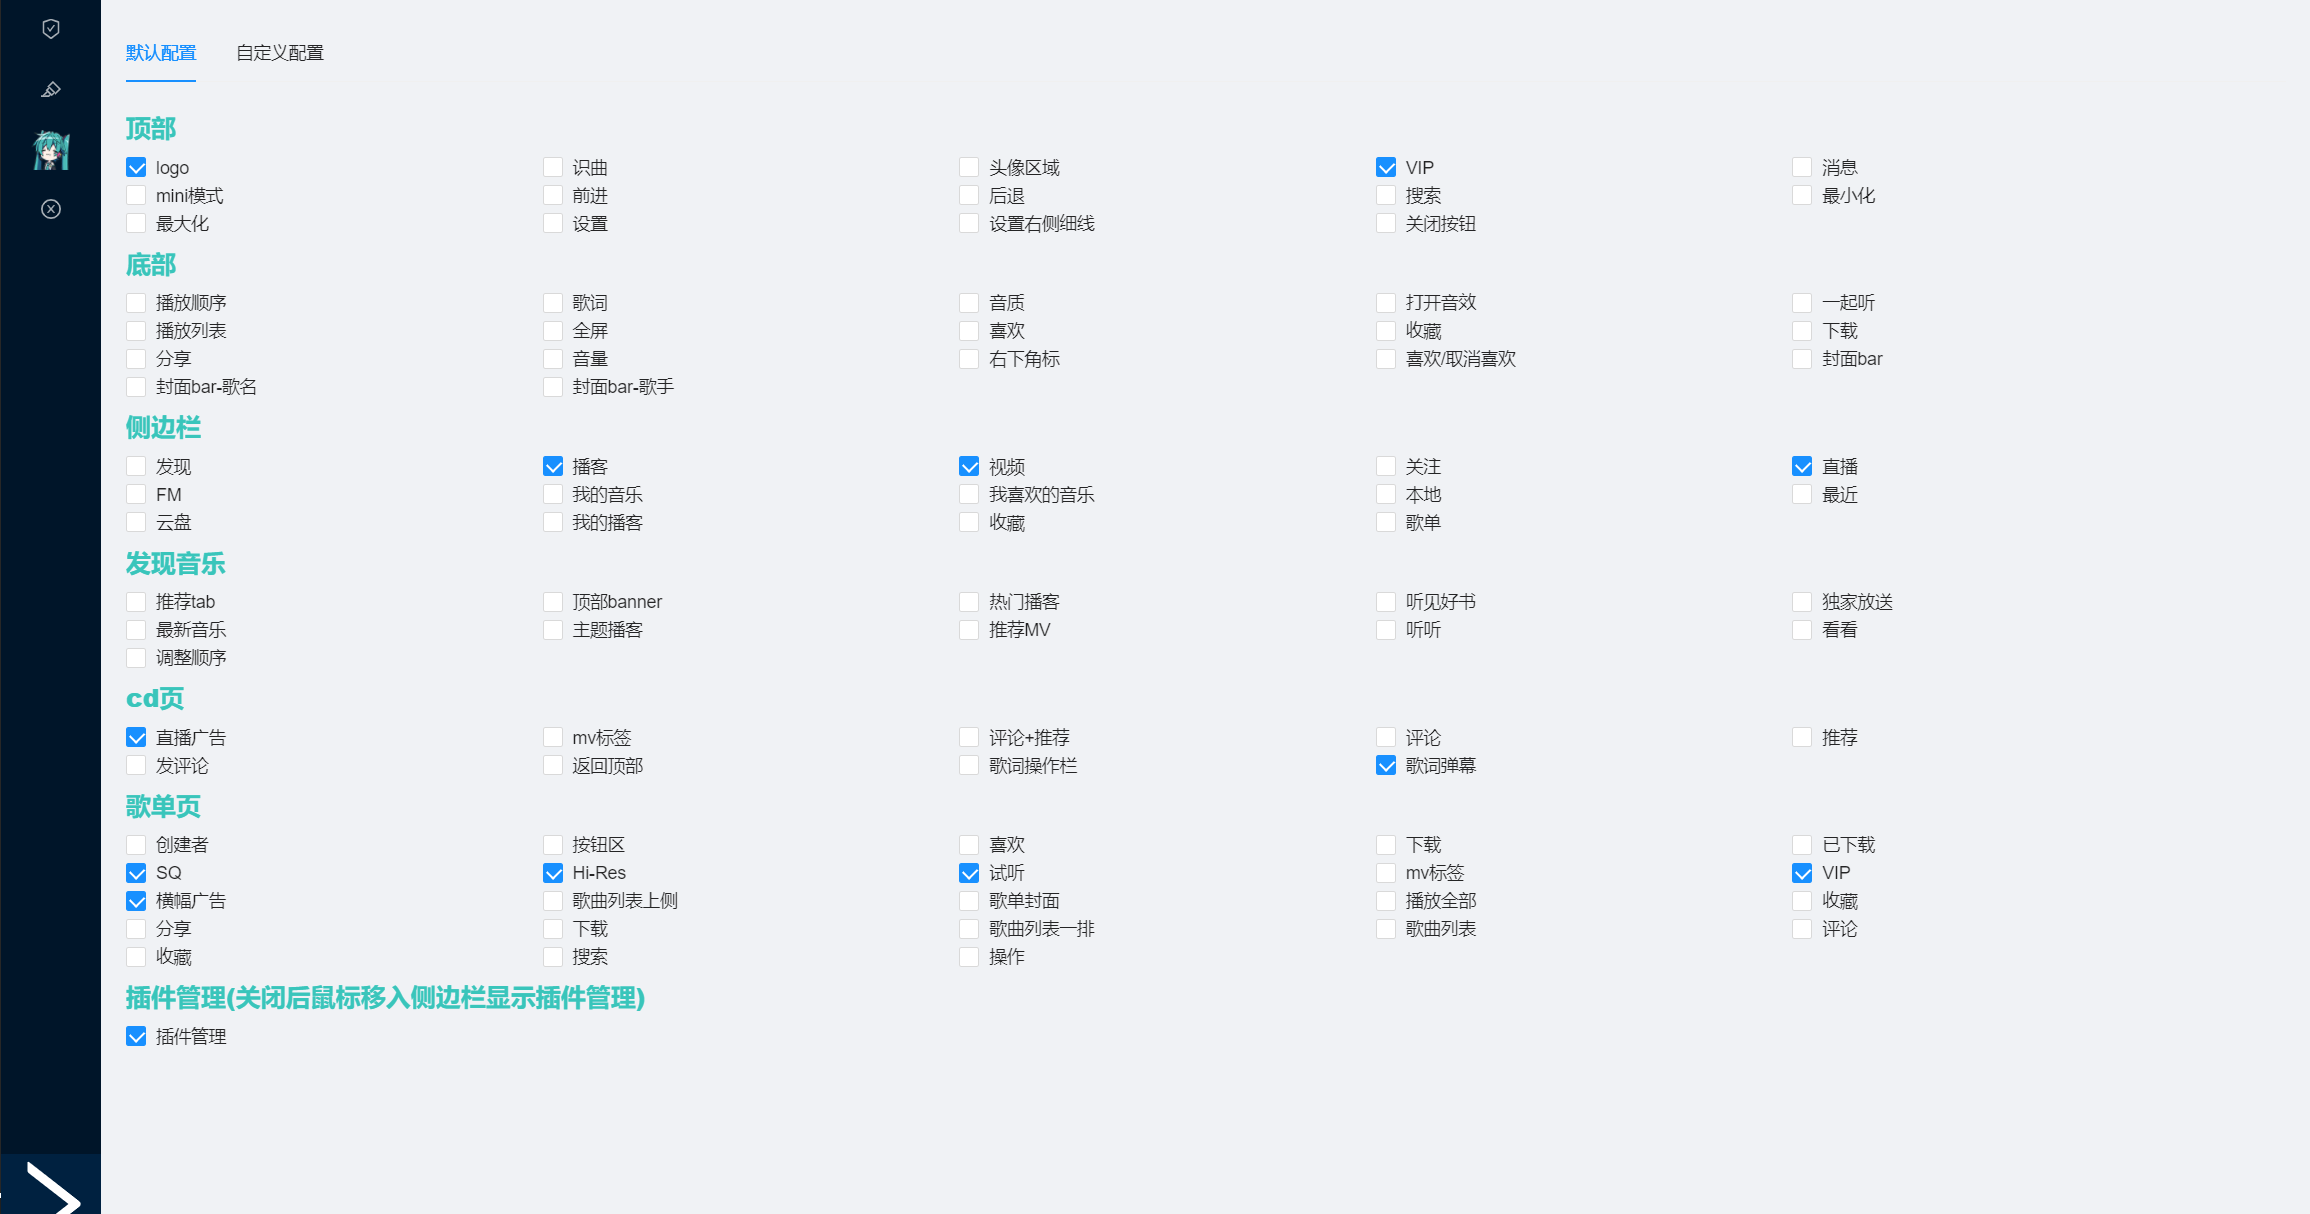 默认配置 自定义配置
顶部
logo 识曲 头像区域 VIP 消息
mini模式 前进 后退 搜索 最小化
最大化 设置 设置右侧细线 关闭按钮
底部
播放顺序 歌词 音质 打开音效 一起听
播放列表 全屏 喜欢 收藏 下载
分享 音量 右下角标 喜欢/取消喜欢 封面bar
封面bar-歌名 封面bar-歌手
侧边栏
发现 播客 视频 关注 直播
FM 我的音乐 我喜欢的音乐 本地 最近
云盘 我的播客 收藏 歌单
发现音乐
推荐tab 顶部banner 热门播客 听见好书 独家放送
最新音乐 主题播客 推荐MV 听听 看看
调整顺序
cd页
直播广告 mv标签 评论+推荐 评论 推荐
发评论 返回顶部 歌词操作栏 歌词弹幕
歌单页
创建者 按钮区 喜欢 下载 已下载
SQ Hi-Res 试听 mv标签 VIP
横幅广告 歌曲列表上侧 歌单封面 播放全部 收藏
分享 下载 歌曲列表一排 歌曲列表 评论
收藏 搜索 操作
插件管理(关闭后鼠标移入侧边栏显示插件管理)
插件管理